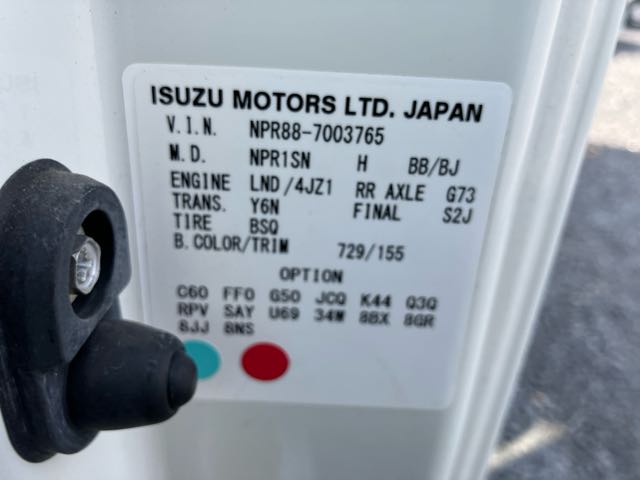 ISUZU MOTORS LTD. JAPAN
V.I.N. NPR88-7003765
M.D. NPR1SN H BB/BJ
ENGINE LND/4JZ1 RR AXLE G73
TRANS. Y6N FINAL S2J
TIRE BSQ
B.COLOR/TRIM 729/155
OPTION
C60 FF0 G50 JCQ K44 Q3Q
RPV SAY U69 34W 8BX 8GR
8JJ 8NS